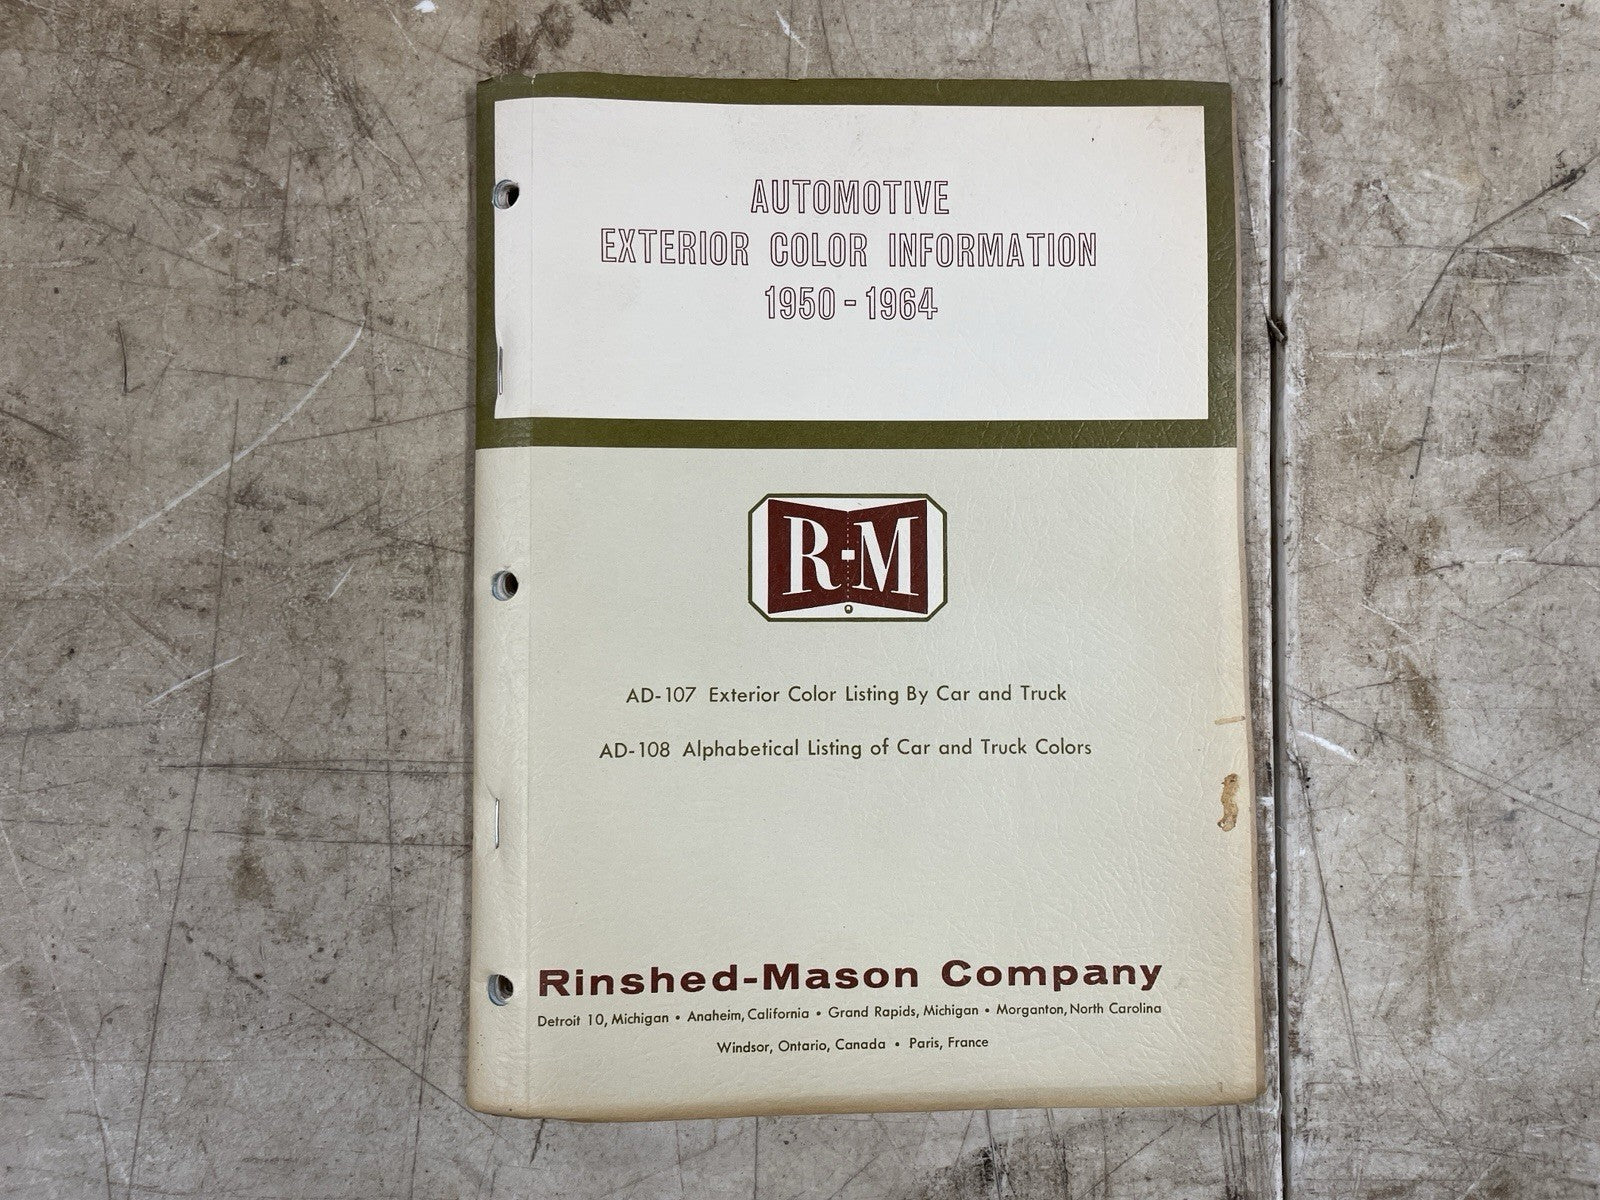 AUTOMOTIVE
EXTERIOR COLOR INFORMATION
1950 - 1964
R-M
AD-107 Exterior Color Listing By Car and Truck
AD-108 Alphabetical Listing of Car and Truck Colors
Rinshed-Mason Company
Detroit 10, Michigan • Anaheim, California • Grand Rapids, Michigan • Morganton, North Carolina
Windsor, Ontario, Canada • Paris, France